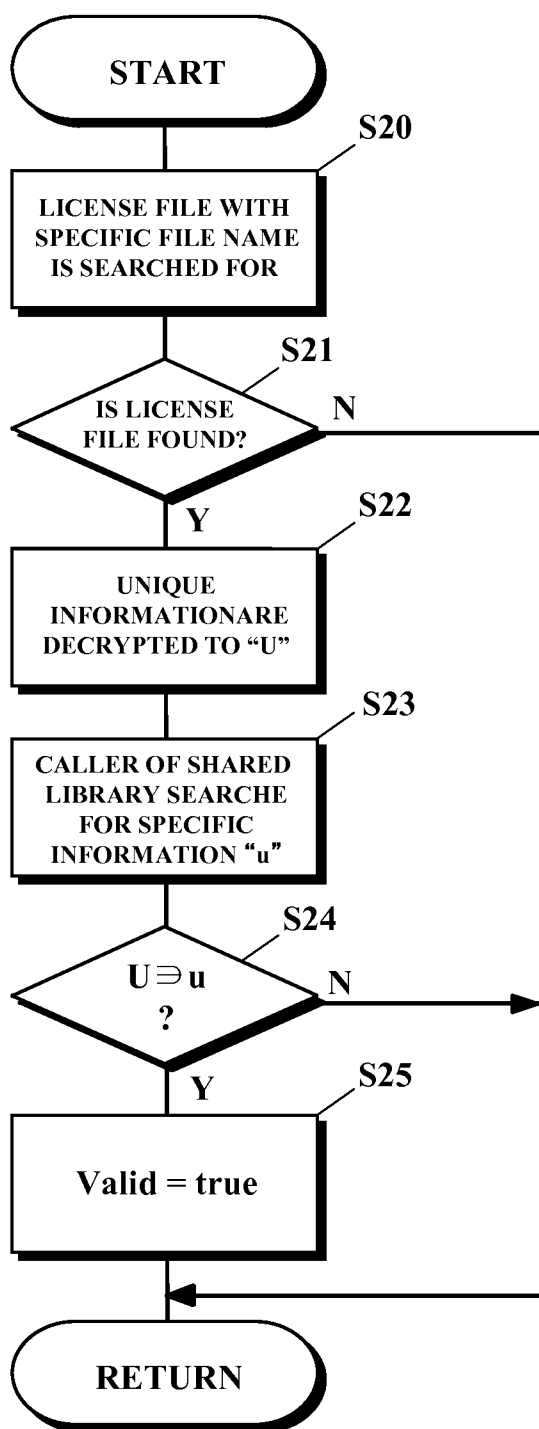 START
S20
LICENSE FILE WITH
SPECIFIC FILE NAME
IS SEARCHED FOR
S21
IS LICENSE
FILE FOUND?
N
Y
S22
UNIQUE
INFORMATIONARE
DECRYPTED TO “U”
S23
CALLER OF SHARED
LIBRARY SEARCHE
FOR SPECIFIC
INFORMATION “u”
S24
U∋u
?
N
Y
S25
Valid = true
RETURN